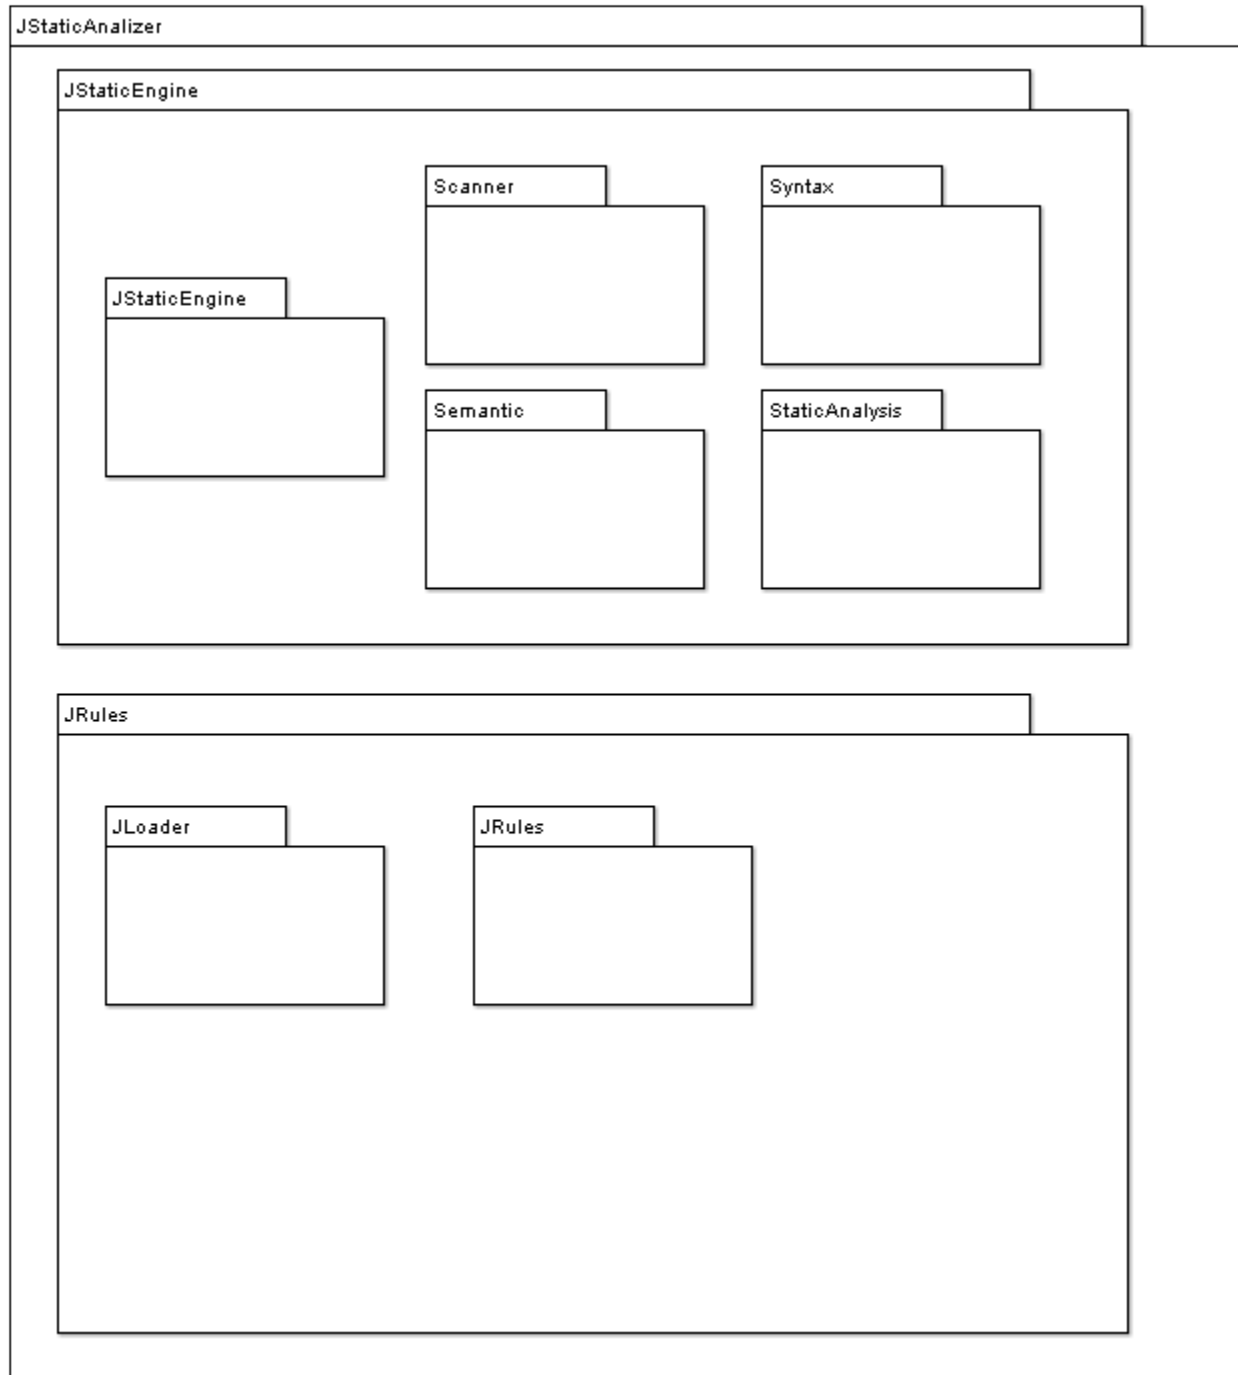 JStaticAnalizer
JStaticEngine
Scanner
Syntax
JStaticEngine
Semantic
StaticAnalysis
JRules
JLoader
JRules